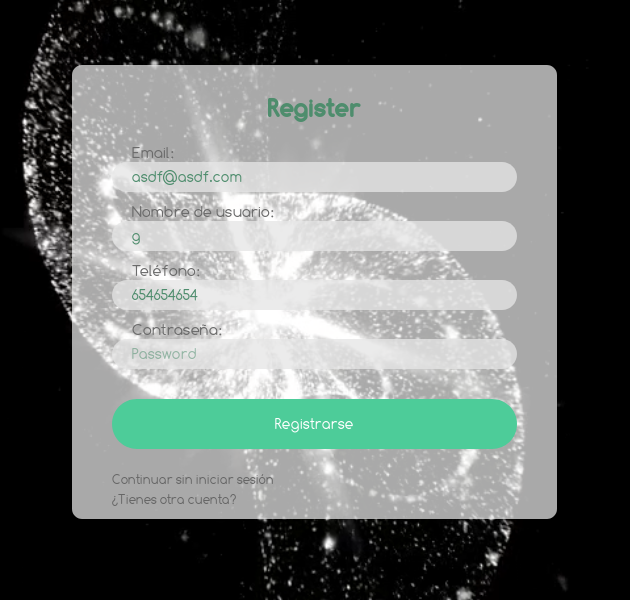 Register
Email:
asdf@asdf.com
Nombre de usuario:
g
Teléfono:
654654654
Contraseña:
Password
Registrarse
Continuar sin iniciar sesión
¿Tienes otra cuenta?